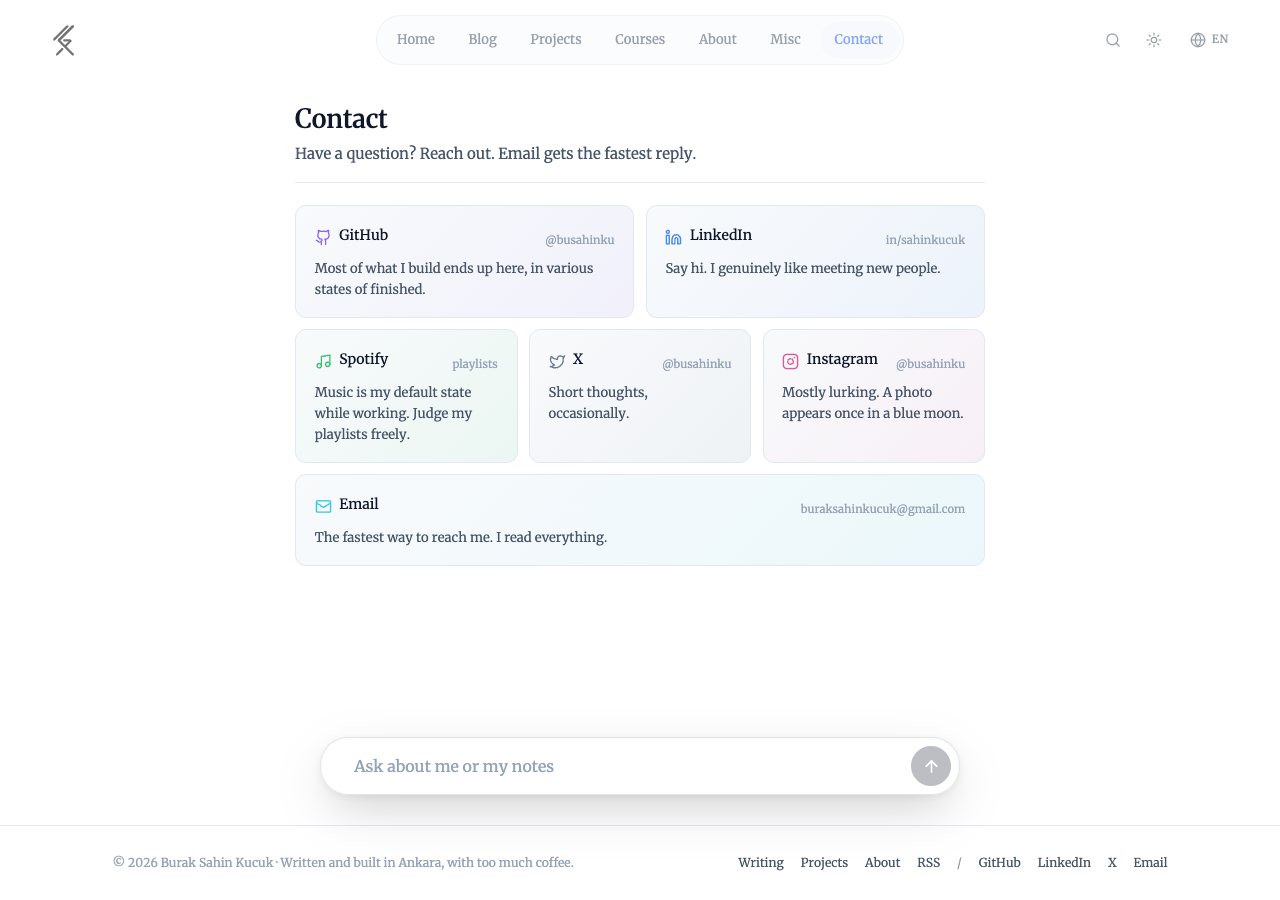 Home Blog Projects Courses About Misc Contact EN
Contact
Have a question? Reach out. Email gets the fastest reply.
GitHub @busahinku
Most of what I build ends up here, in various
states of finished.
LinkedIn in/sahinkucuk
Say hi. I genuinely like meeting new people.
Spotify playlists
Music is my default state
while working. Judge my
playlists freely.
X @busahinku
Short thoughts,
occasionally.
Instagram @busahinku
Mostly lurking. A photo
appears once in a blue moon.
Email buraksahinkucuk@gmail.com
The fastest way to reach me. I read everything.
Ask about me or my notes
© 2026 Burak Sahin Kucuk · Written and built in Ankara, with too much coffee.
Writing Projects About RSS / GitHub LinkedIn X Email